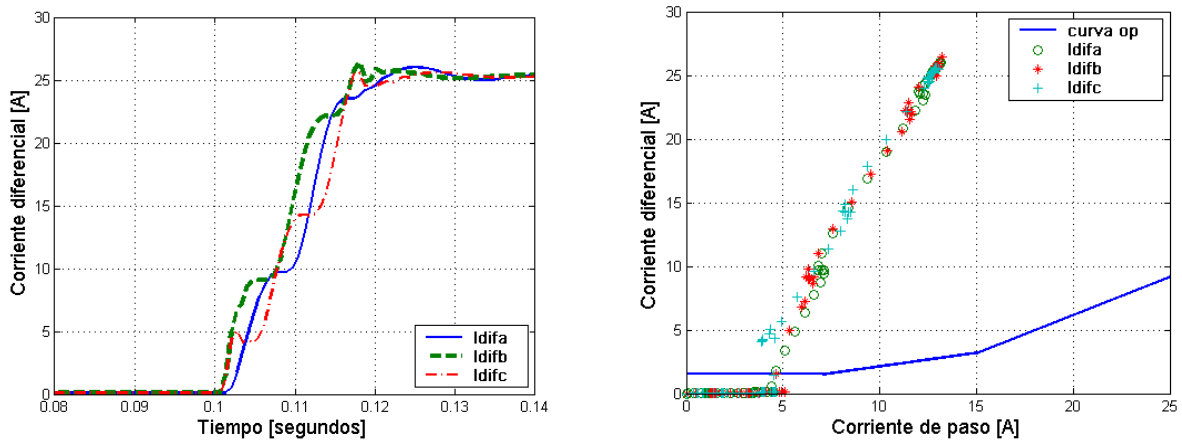 30
25
20
15
10
5
0
Corriente diferencial [A]
0.08 0.09 0.1 0.11 0.12 0.13 0.14
Tiempo [segundos]
Idifa
Idifb
Idifc
30
25
20
15
10
5
0
Corriente diferencial [A]
0 5 10 15 20 25
Corriente de paso [A]
curva op
Idifa
Idifb
Idifc